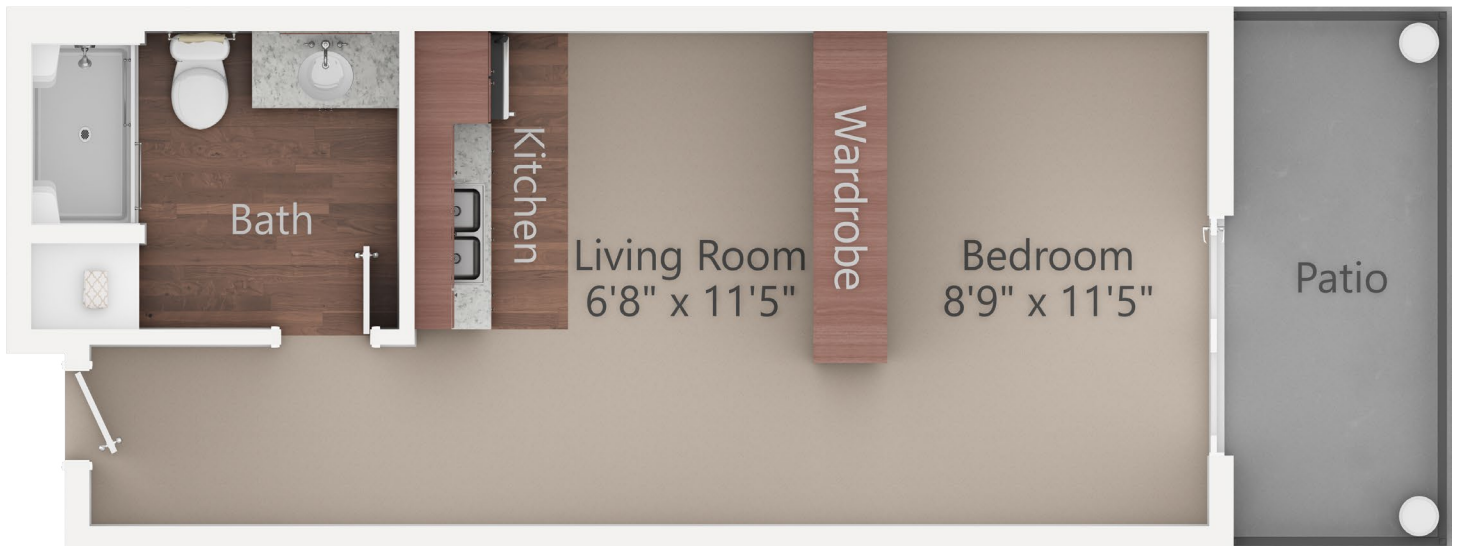 Bath
Kitchen
Living Room
6'8" x 11'5"
Wardrobe
Bedroom
8'9" x 11'5"
Patio